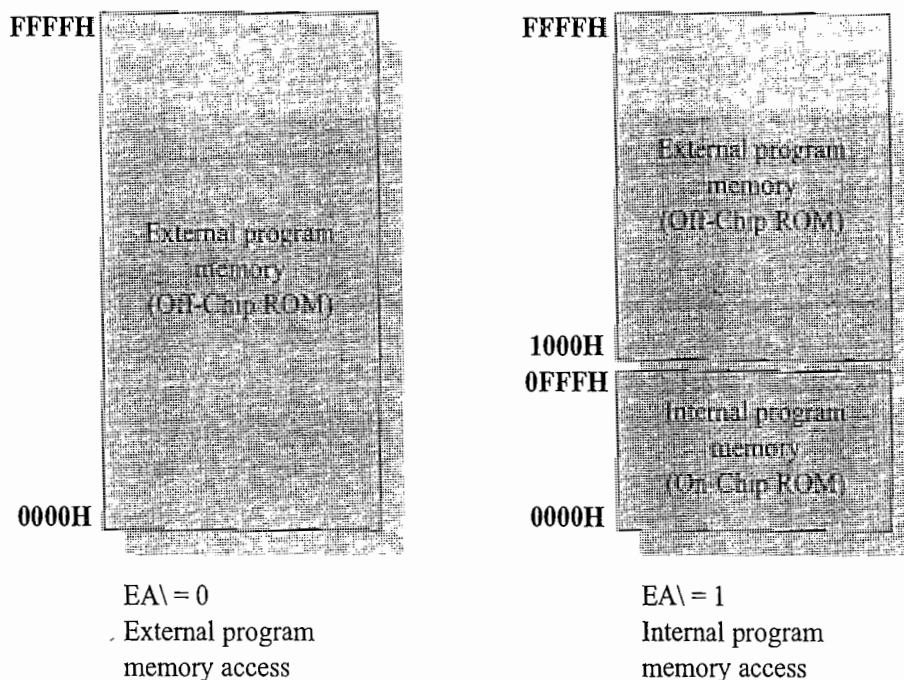 FFFFH
External program
memory
(Off-Chip ROM)
0000H
EA\ = 0
External program
memory access
FFFFH
External program
memory
(Off-Chip ROM)
1000H
0FFFH
Internal program
memory
(On-Chip ROM)
0000H
EA\ = 1
Internal program
memory access